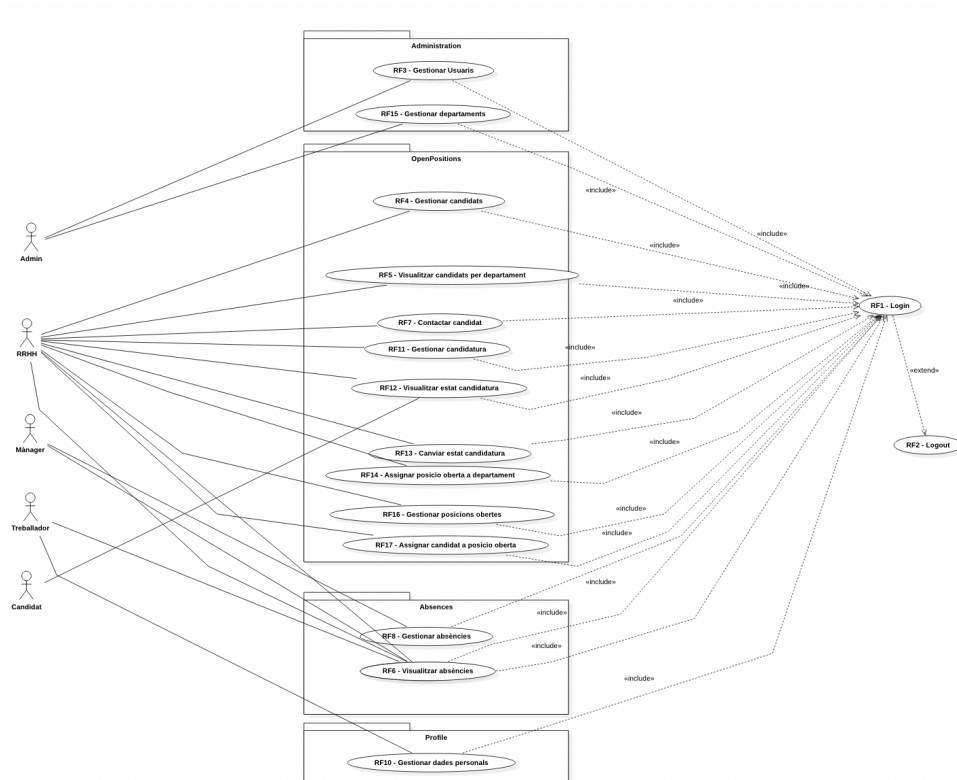 Administration
RF3 - Gestionar Usuaris
RF15 - Gestionar departaments
OpenPositions
«include»
RF4 - Gestionar candidats
«include»
«include»
Admin
RF5 - Visualitzar candidats per departament
«include»
«include»
RF1 - Login
RF7 - Contactar candidat
RRHH
RF11 - Gestionar candidatura
«include»
«extend»
«include»
RF12 - Visualitzar estat candidatura
«include»
Mànager
«include»
RF2 - Logout
RF13 - Canviar estat candidatura
RF14 - Assignar posicio oberta a departament
«include»
RF16 - Gestionar posicions obertes
Treballador
«include»
RF17 - Assignar candidat a posicio oberta
«include»
Candidat
Absences
«include»
RF8 - Gestionar absències
«include»
RF6 - Visualitzar absències
«include»
Profile
RF10 - Gestionar dades personals